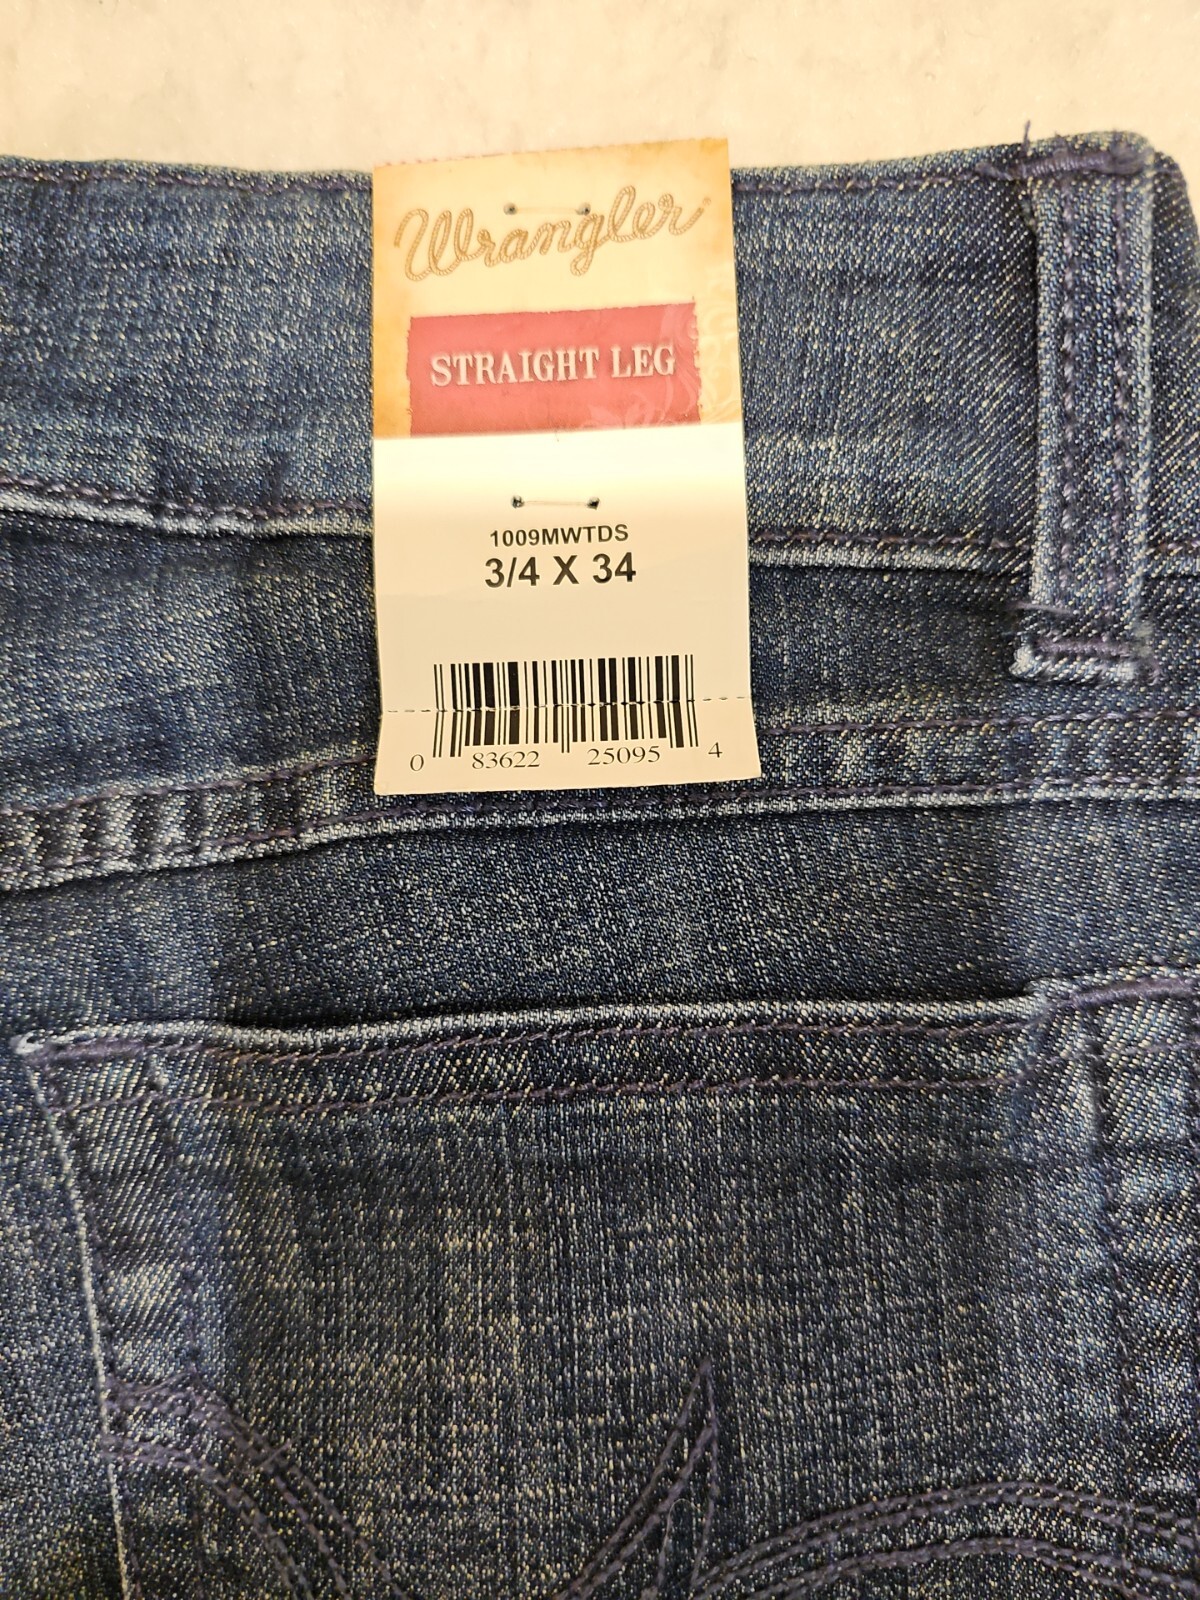 Wrangler
STRAIGHT LEG
1009MWTDS
3/4 X 34
0 83622 25095 4